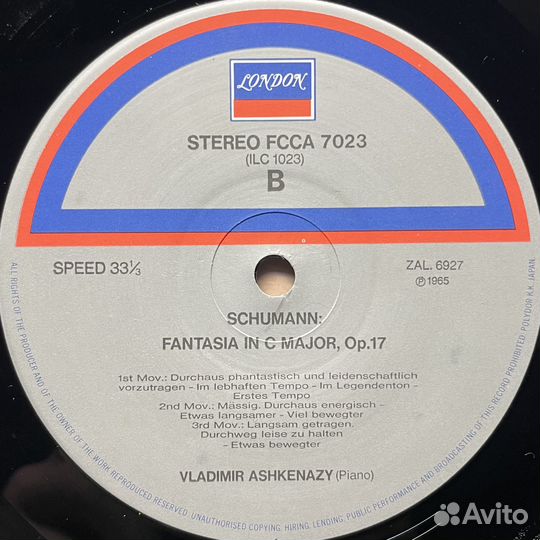 LONDON
STEREO FCCA 7023
(ILC 1023)
B
SPEED 33⅓
ZAL. 6927
℗1965
SCHUMANN:
FANTASIA IN C MAJOR, Op.17
1st Mov.: Durchaus phantastisch und leidenschaftlich
vorzutragen - Im lebhaften Tempo - Im Legendenton -
Erstes Tempo
2nd Mov.: Mässig. Durchaus energisch -
Etwas langsamer - Viel bewegter
3rd Mov.: Langsam getragen.
Durchweg leise zu halten
- Etwas bewegter
VLADIMIR ASHKENAZY (Piano)
ALL RIGHTS OF THE PRODUCER AND OF THE OWNER OF THE WORK REPRODUCED RESERVED. UNAUTHORISED COPYING, HIRING, LENDING, PUBLIC PERFORMANCE AND BROADCASTING OF THIS RECORD PROHIBITED. POLYDOR K.K. JAPAN.
Avito